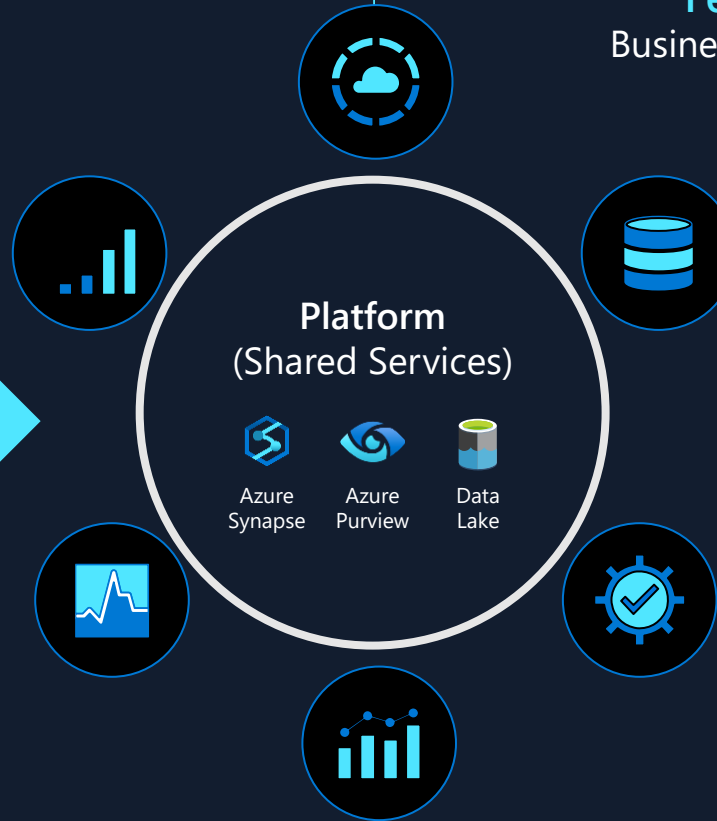 Busine
Platform
(Shared Services)
Azure
Synapse
Azure
Purview
Data
Lake